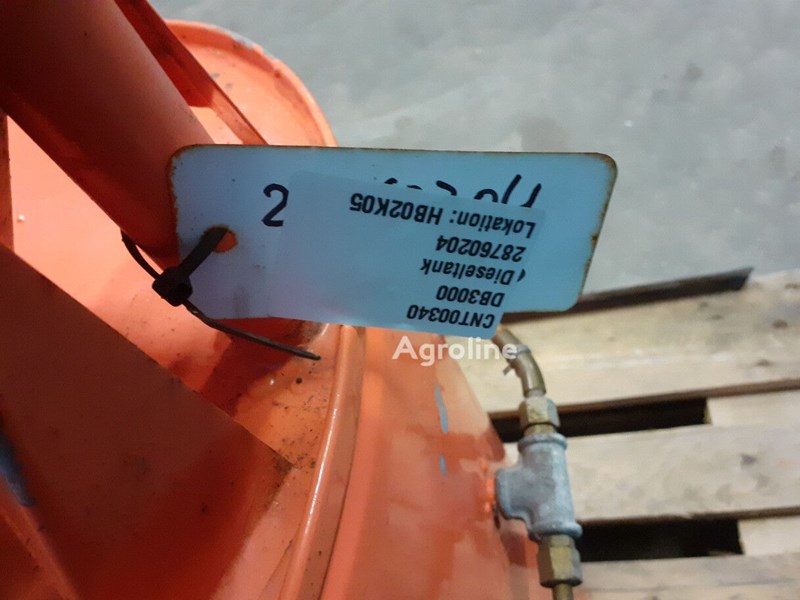 CNT00340
DB3000
Dieseltank
28760204
Lokation: HB02K05
2
Agroline